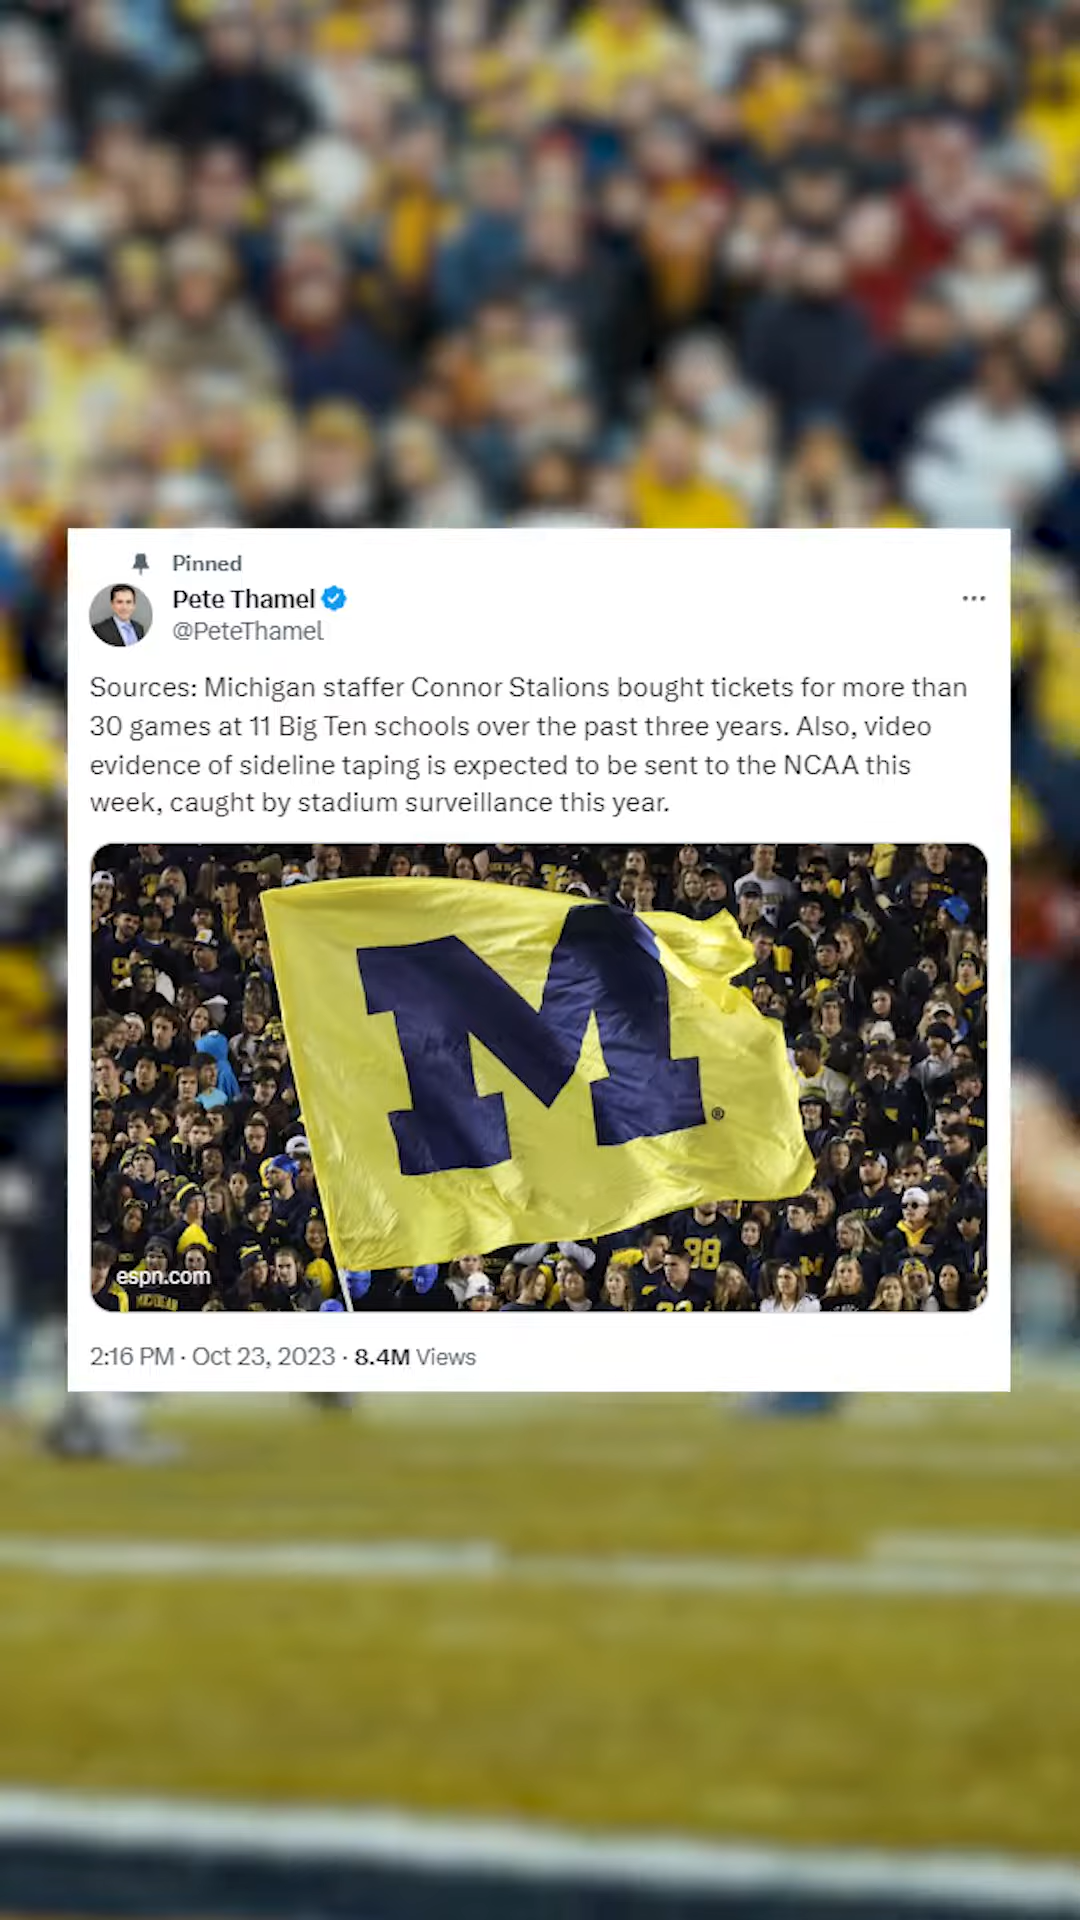 Pinned
Pete Thamel
@PeteThamel
Sources: Michigan staffer Connor Stalions bought tickets for more than
30 games at 11 Big Ten schools over the past three years. Also, video
evidence of sideline taping is expected to be sent to the NCAA this
week, caught by stadium surveillance this year.
M
®
98
espn.com
MICHIGAN
2:16 PM · Oct 23, 2023 · 8.4M Views